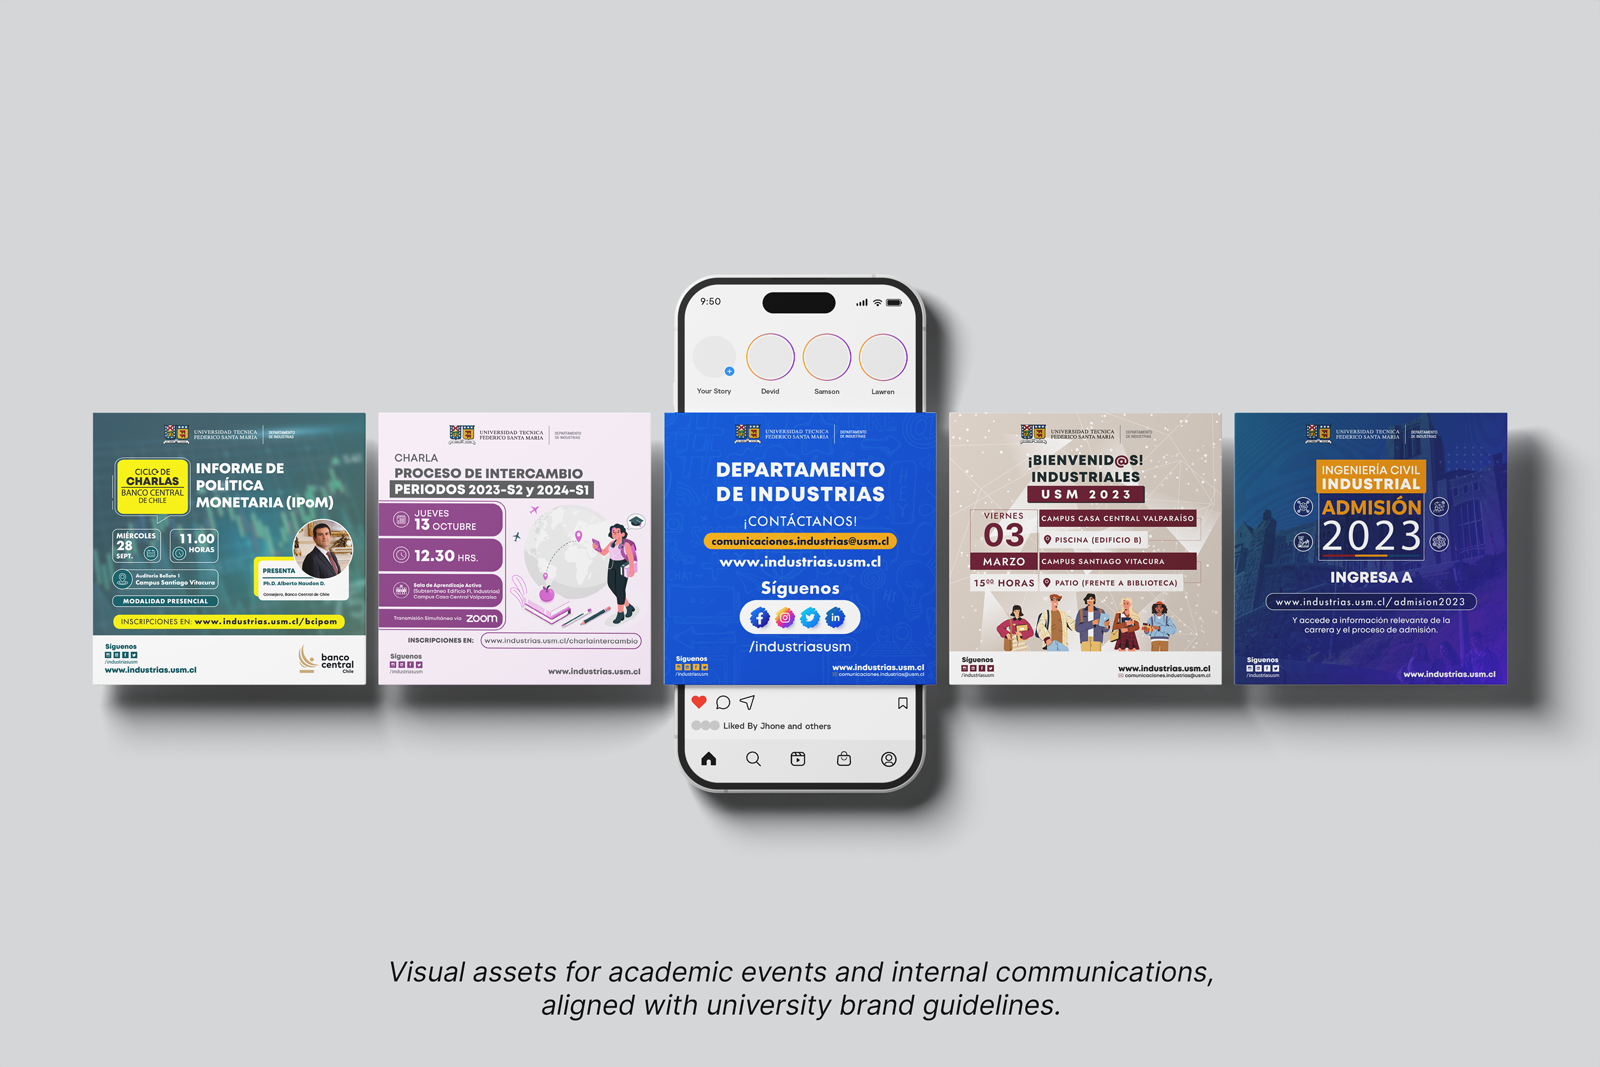 9:50
Your Story
Devid
Samson
Lawren
UNIVERSIDAD TECNICA
FEDERICO SANTA MARIA
DEPARTAMENTO
DE INDUSTRIAS
CICLO DE
CHARLAS
BANCO CENTRAL
DE CHILE
INFORME DE
POLÍTICA
MONETARIA (IPoM)
MIÉRCOLES
28
SEPT.
11.00
HORAS
Auditorio Bellato 1
Campus Santiago Vitacura
MODALIDAD PRESENCIAL
PRESENTA
Ph.D. Alberto Naudon D.
Consejero, Banco Central de Chile
INSCRIPCIONES EN: www.industrias.usm.cl/bcipom
Síguenos
/industriasusm
www.industrias.usm.cl
banco
central
Chile
UNIVERSIDAD TECNICA
FEDERICO SANTA MARIA
DEPARTAMENTO
DE INDUSTRIAS
CHARLA
PROCESO DE INTERCAMBIO
PERIODOS 2023-S2 y 2024-S1
JUEVES
13 OCTUBRE
12.30 HRS.
Sala de Aprendizaje Activo
(Subterráneo Edificio F1, Industrias)
Campus Casa Central Valparaíso
Transmisión Simultánea vía zoom
INSCRIPCIONES EN: www.industrias.usm.cl/charlaintercambio
Síguenos
/industriasusm
www.industrias.usm.cl
UNIVERSIDAD TECNICA
FEDERICO SANTA MARIA
DEPARTAMENTO
DE INDUSTRIAS
DEPARTAMENTO
DE INDUSTRIAS
¡CONTÁCTANOS!
comunicaciones.industrias@usm.cl
www.industrias.usm.cl
Síguenos
/industriasusm
Síguenos
/industriasusm
www.industrias.usm.cl
comunicaciones.industrias@usm.cl
UNIVERSIDAD TECNICA
FEDERICO SANTA MARIA
DEPARTAMENTO
DE INDUSTRIAS
¡BIENVENID@S!
INDUSTRIALES
USM 2023
VIERNES
03
MARZO
15⁰⁰ HORAS
CAMPUS CASA CENTRAL VALPARAÍSO
PISCINA (EDIFICIO B)
CAMPUS SANTIAGO VITACURA
PATIO (FRENTE A BIBLIOTECA)
Síguenos
/industriasusm
www.industrias.usm.cl
comunicaciones.industrias@usm.cl
UNIVERSIDAD TECNICA
FEDERICO SANTA MARIA
DEPARTAMENTO
DE INDUSTRIAS
INGENIERÍA CIVIL
INDUSTRIAL
ADMISIÓN
2023
INGRESA A
www.industrias.usm.cl/admision2023
Y accede a información relevante de la
carrera y el proceso de admisión.
Síguenos
/industriasusm
www.industrias.usm.cl
Liked By Jhone and others
Visual assets for academic events and internal communications,
aligned with university brand guidelines.